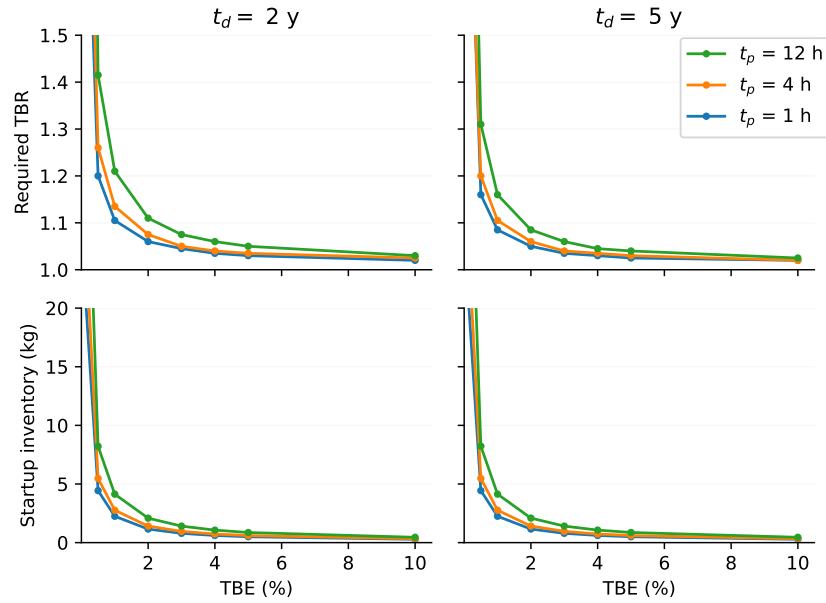 t_d = 2 y
t_d = 5 y
Required TBR
1.5
1.4
1.3
1.2
1.1
1.0
t_p = 12 h
t_p = 4 h
t_p = 1 h
Startup inventory (kg)
20
15
10
5
0
2 4 6 8 10
TBE (%)
2 4 6 8 10
TBE (%)